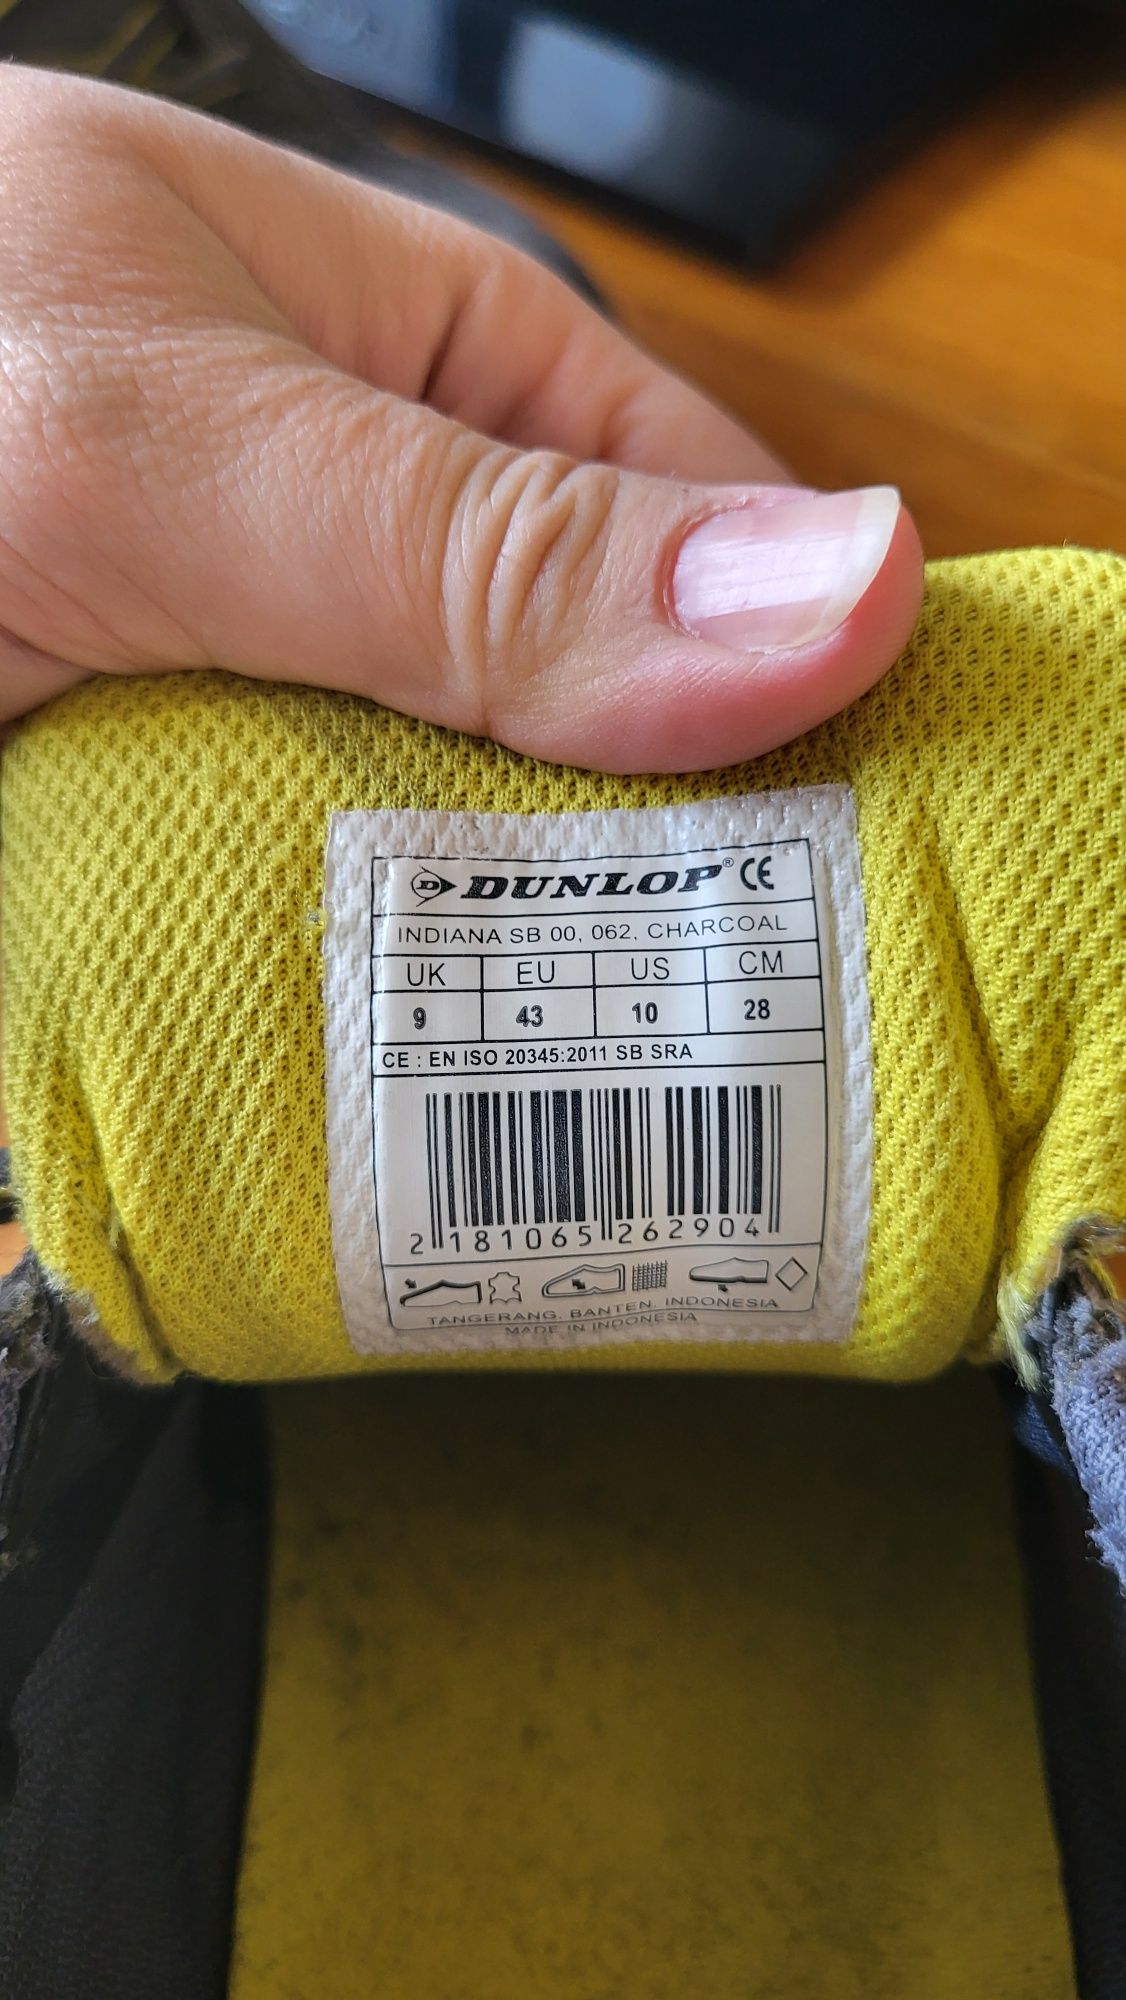 DUNLOP® CE
INDIANA SB 00, 062, CHARCOAL
UK EU US CM
9 43 10 28
CE : EN ISO 20345:2011 SB SRA
2 181065 262904
TANGERANG. BANTEN. INDONESIA
MADE IN INDONESIA